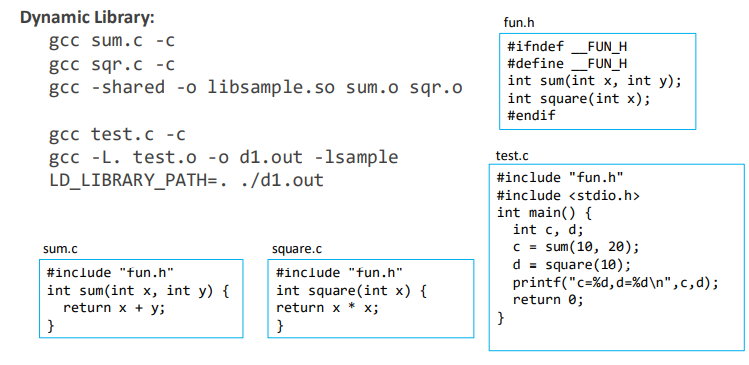 Dynamic Library:
gcc sum.c -c
gcc sqr.c -c
gcc -shared -o libsample.so sum.o sqr.o
gcc test.c -c
gcc -L. test.o -o d1.out -lsample
LD_LIBRARY_PATH=. ./d1.out
fun.h
#ifndef __FUN_H
#define __FUN_H
int sum(int x, int y);
int square(int x);
#endif
test.c
#include "fun.h"
#include <stdio.h>
int main() {
int c, d;
c = sum(10, 20);
d = square(10);
printf("c=%d,d=%d\n",c,d);
return 0;
}
sum.c
#include "fun.h"
int sum(int x, int y) {
return x + y;
}
square.c
#include "fun.h"
int square(int x) {
return x * x;
}